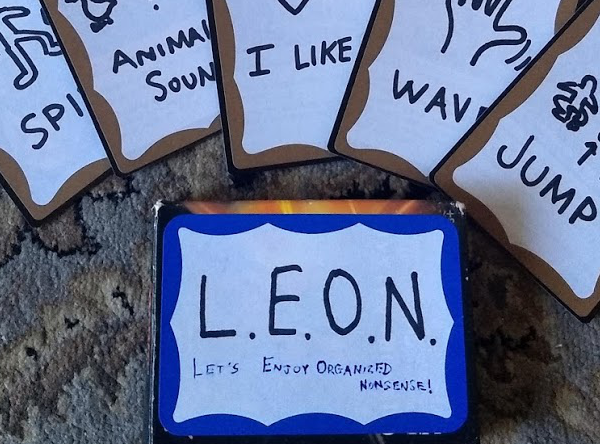 ANIMAL
SOUN
I LIKE
WAV
SPI
JUMP
L.E.O.N.
LET'S ENJOY ORGANIZED
NONSENSE!